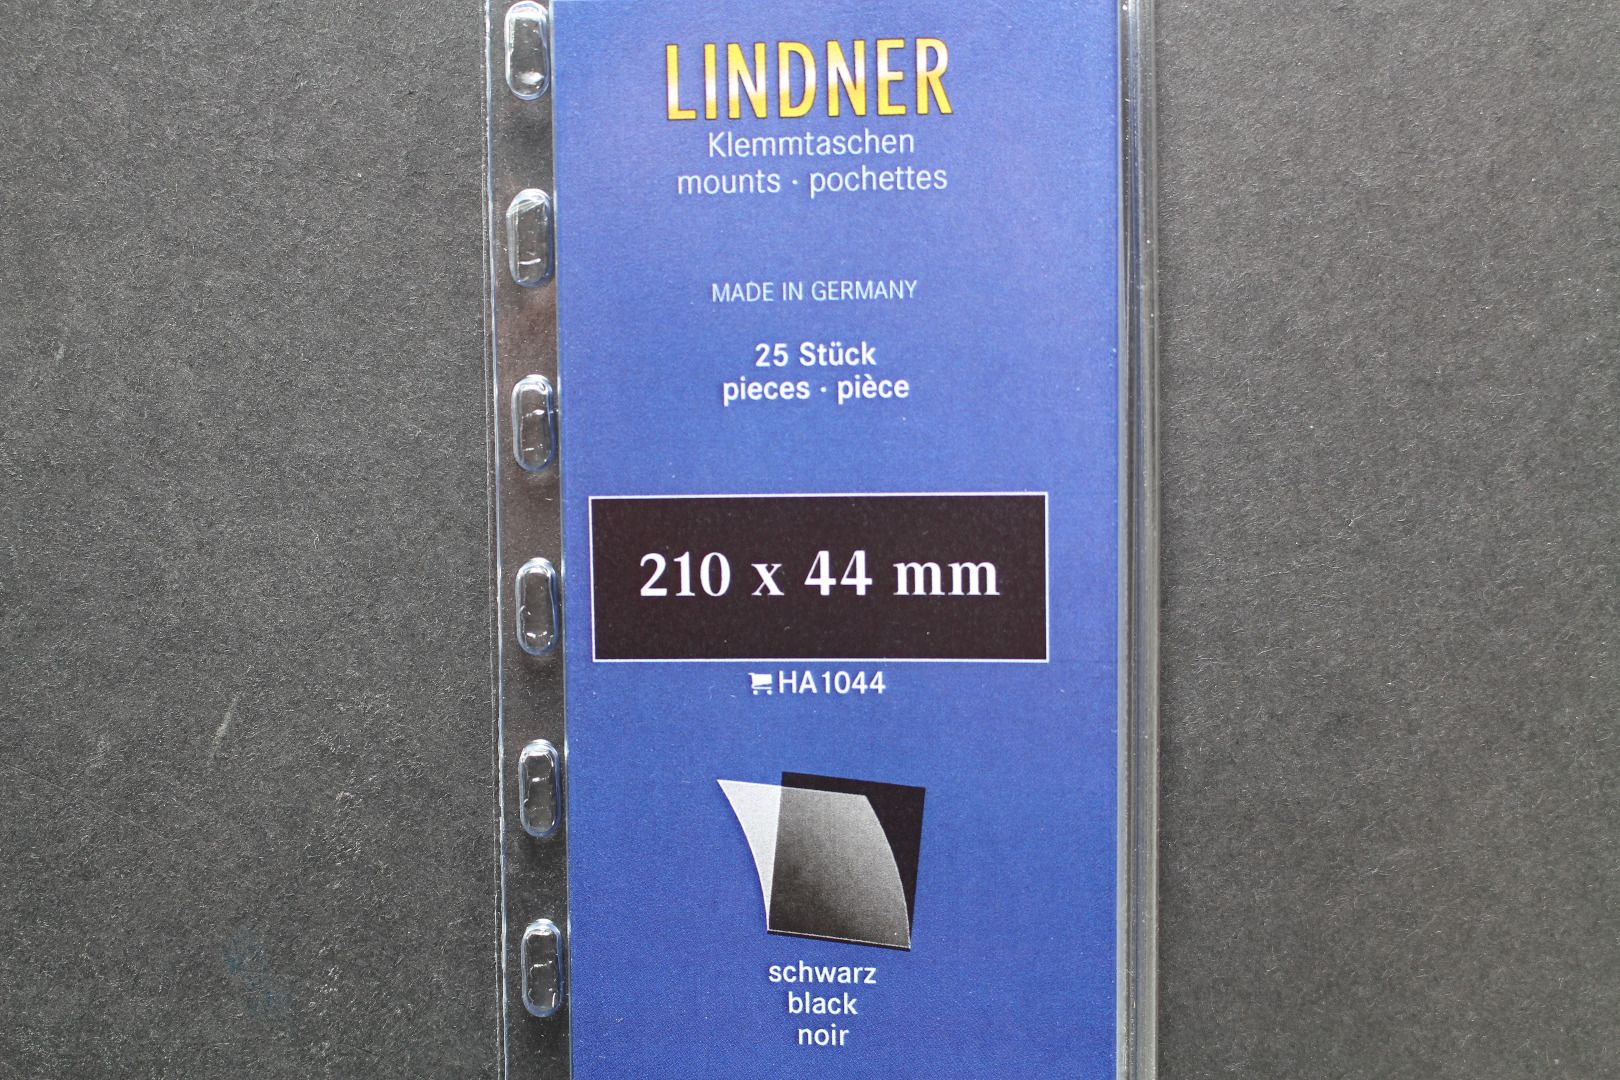 LINDNER
Klemmtaschen
mounts · pochettes
MADE IN GERMANY
25 Stück
pieces · pièce
210 x 44 mm
HA1044
schwarz
black
noir